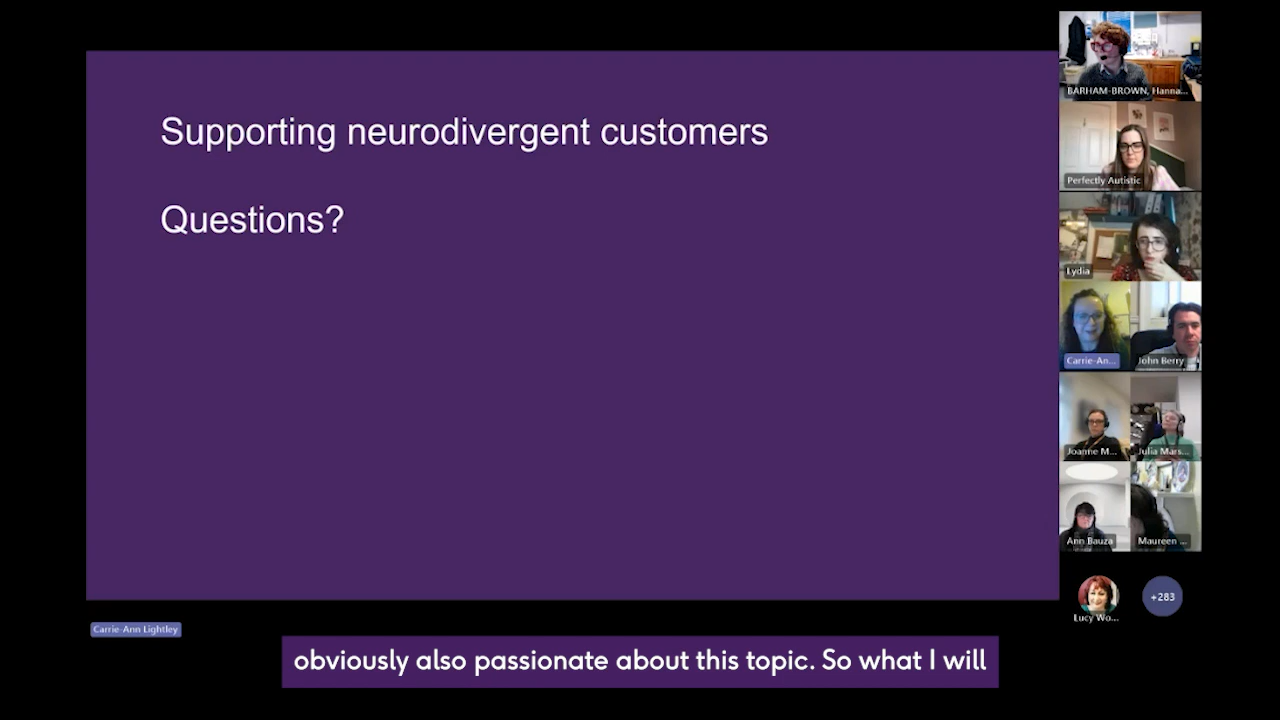 Supporting neurodivergent customers
Questions?
BARHAM-BROWN, Hanna...
Perfectly Autistic
Lydia
Carrie-An...
John Berry
Joanne M...
Julia Mars...
Ann Bauza
Maureen ...
Lucy Wo...
+283
Carrie-Ann Lightley
obviously also passionate about this topic. So what I will